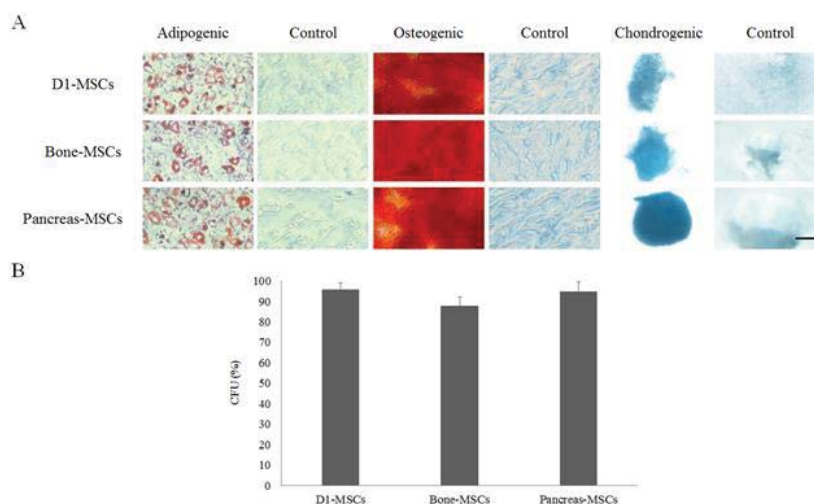 A
Adipogenic Control Osteogenic Control Chondrogenic Control
D1-MSCs
Bone-MSCs
Pancreas-MSCs
B
100
90
80
70
60
50
40
30
20
10
0
CFU (%)
D1-MSCs Bone-MSCs Pancreas-MSCs